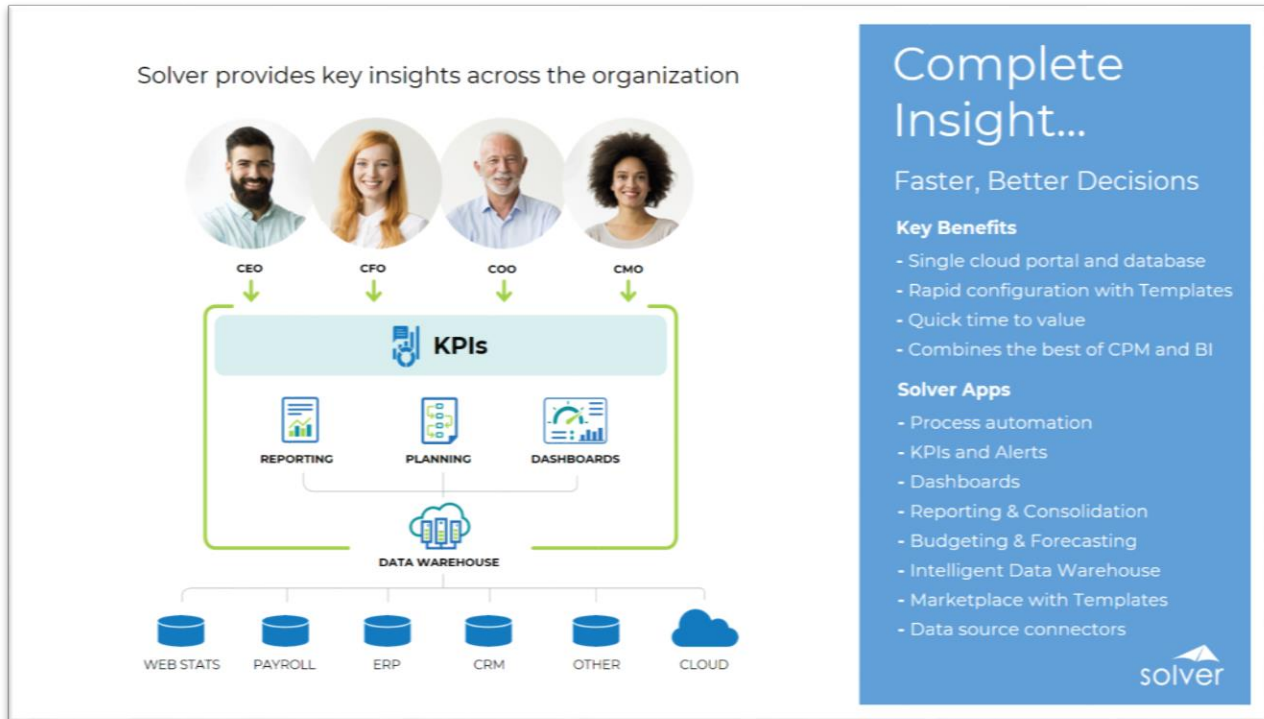 Solver provides key insights across the organization
CEO
CFO
COO
CMO
KPIs
REPORTING
PLANNING
DASHBOARDS
DATA WAREHOUSE
WEB STATS
PAYROLL
ERP
CRM
OTHER
CLOUD
Complete
Insight...
Faster, Better Decisions
Key Benefits
- Single cloud portal and database
- Rapid configuration with Templates
- Quick time to value
- Combines the best of CPM and BI
Solver Apps
- Process automation
- KPIs and Alerts
- Dashboards
- Reporting & Consolidation
- Budgeting & Forecasting
- Intelligent Data Warehouse
- Marketplace with Templates
- Data source connectors
solver